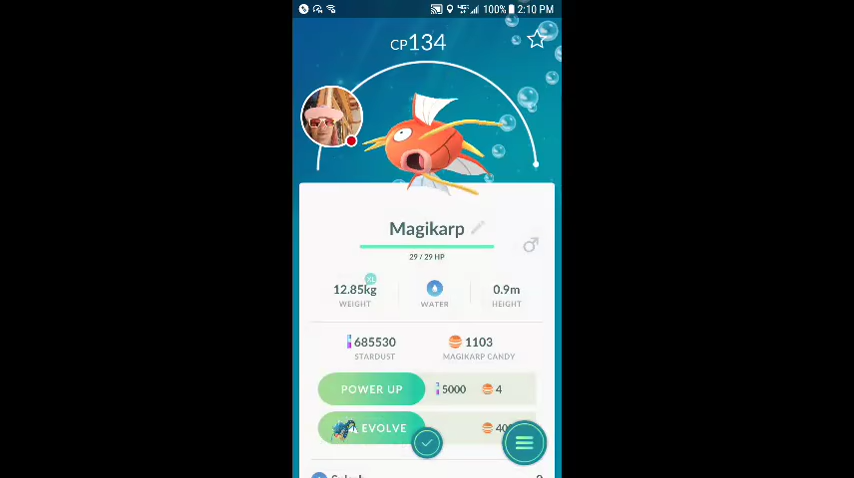 100% 2:10 PM
CP134
Magikarp
29 / 29 HP
XL
12.85kg
WEIGHT
WATER
0.9m
HEIGHT
685530
STARDUST
1103
MAGIKARP CANDY
POWER UP 5000 4
EVOLVE